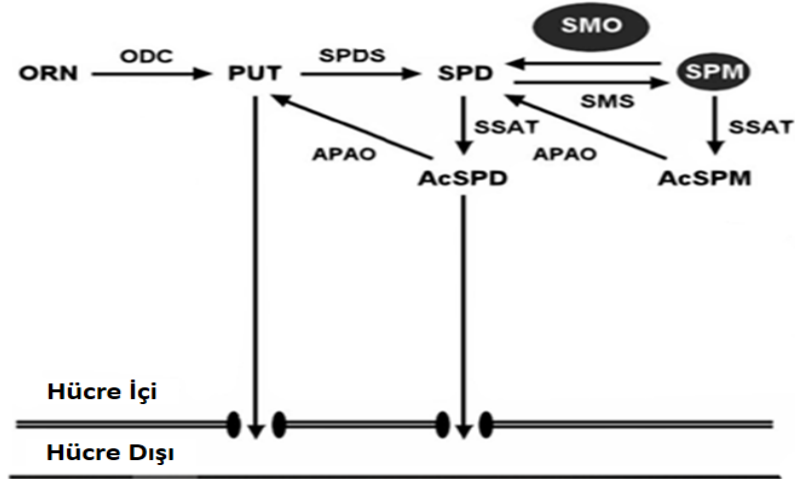 SMO
ODC
SPDS
ORN
PUT
SPD
SPM
SMS
SSAT
SSAT
APAO
APAO
AcSPD
AcSPM
Hücre İçi
Hücre Dışı